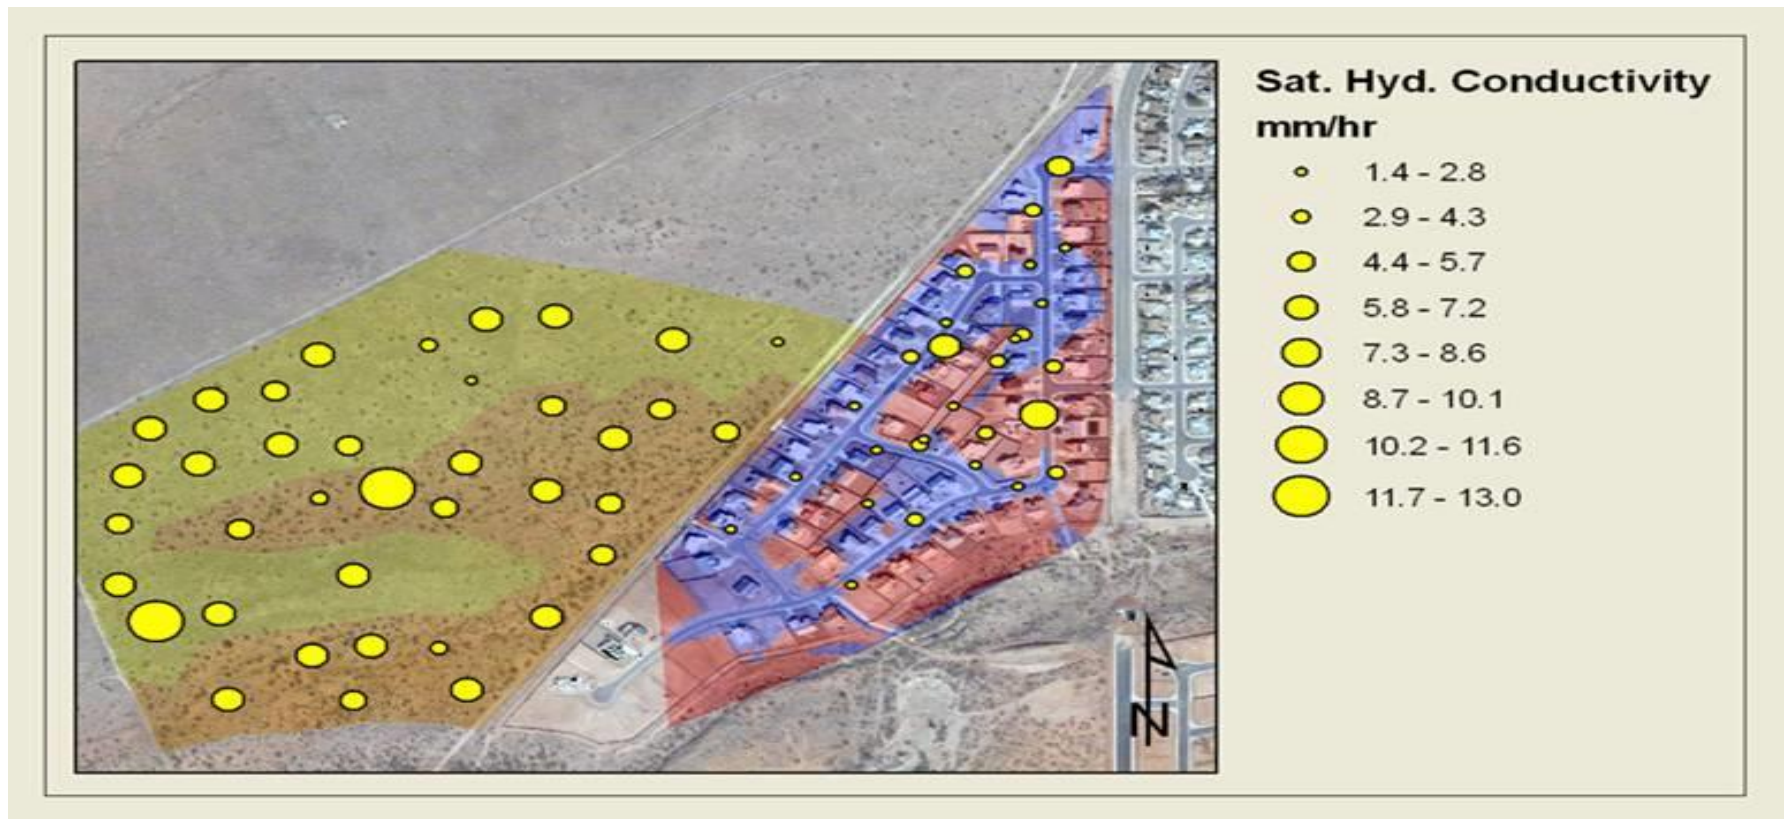 Sat. Hyd. Conductivity
mm/hr
1.4 - 2.8
2.9 - 4.3
4.4 - 5.7
5.8 - 7.2
7.3 - 8.6
8.7 - 10.1
10.2 - 11.6
11.7 - 13.0
N